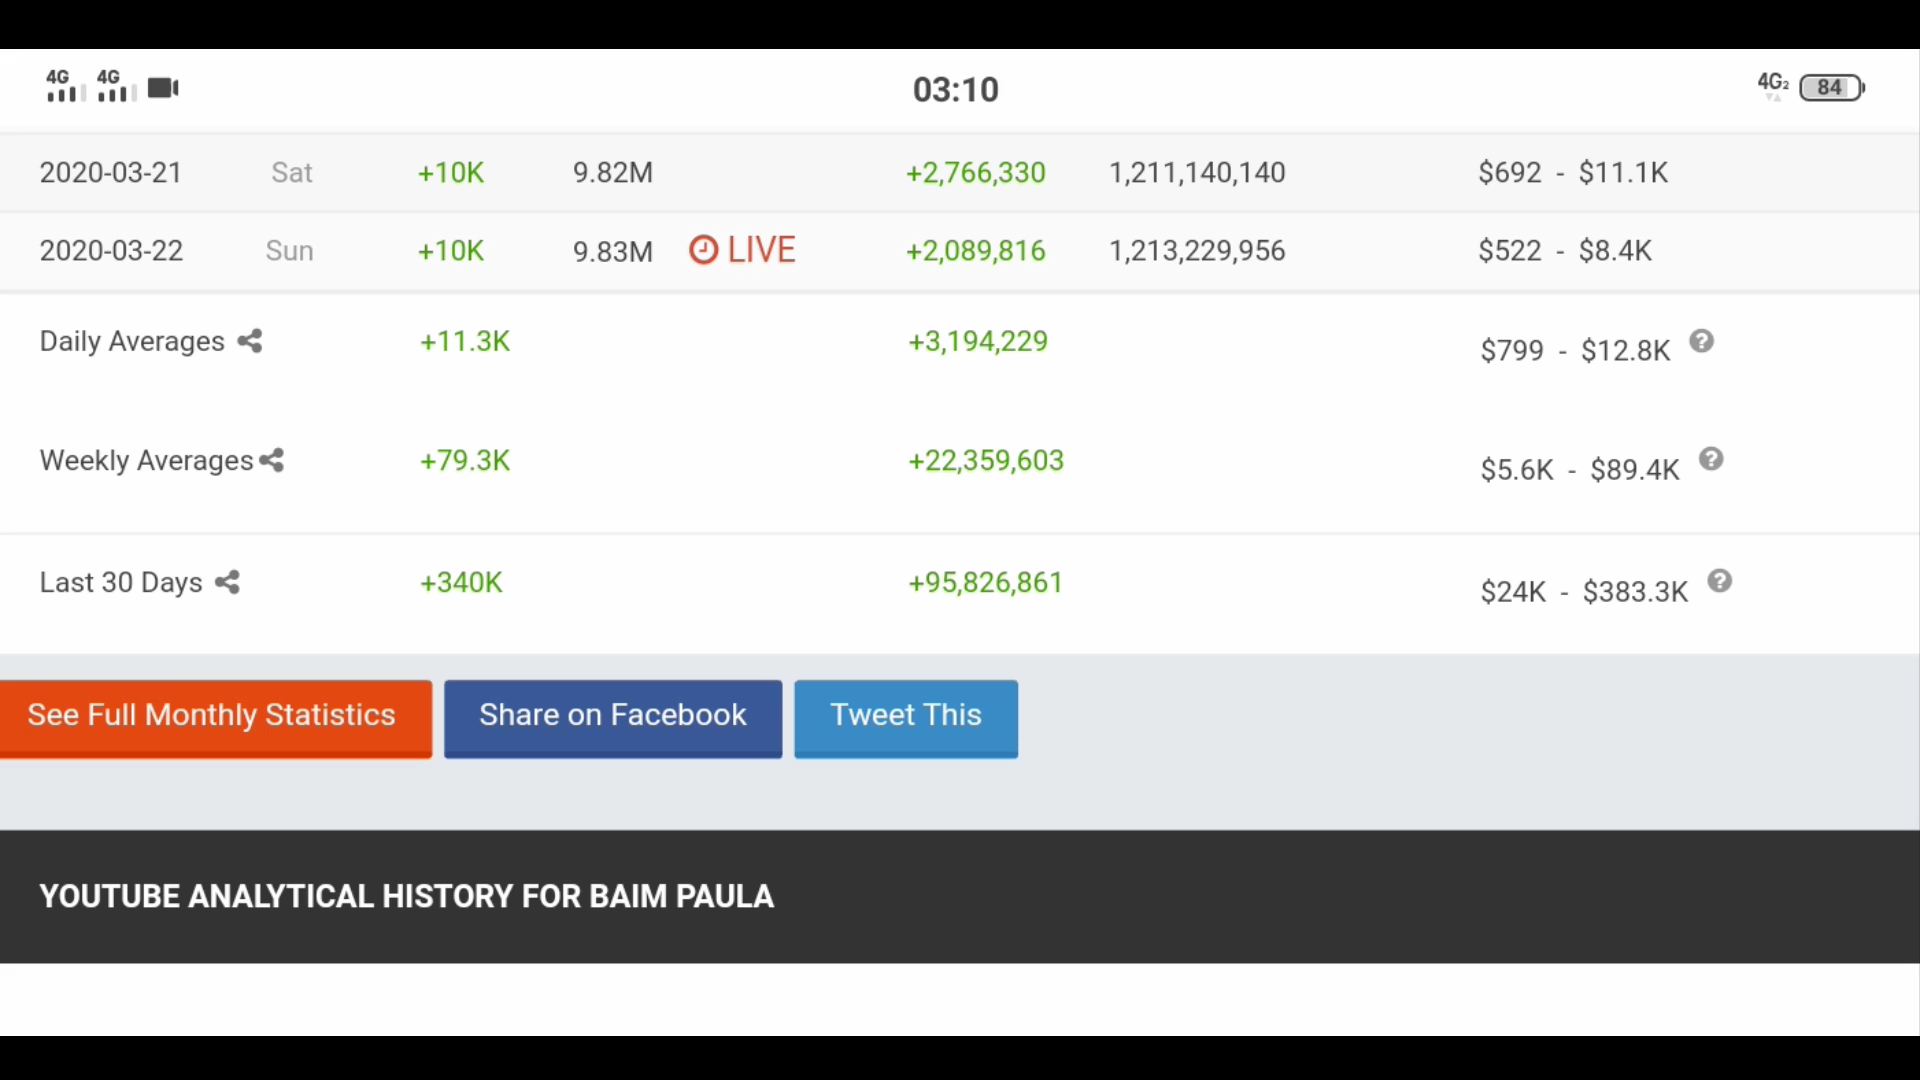 4G 4G 03:10 4G2 84
2020-03-21 Sat +10K 9.82M +2,766,330 1,211,140,140 $692 - $11.1K
2020-03-22 Sun +10K 9.83M LIVE +2,089,816 1,213,229,956 $522 - $8.4K
Daily Averages +11.3K +3,194,229 $799 - $12.8K ?
Weekly Averages +79.3K +22,359,603 $5.6K - $89.4K ?
Last 30 Days +340K +95,826,861 $24K - $383.3K ?
See Full Monthly Statistics Share on Facebook Tweet This
YOUTUBE ANALYTICAL HISTORY FOR BAIM PAULA